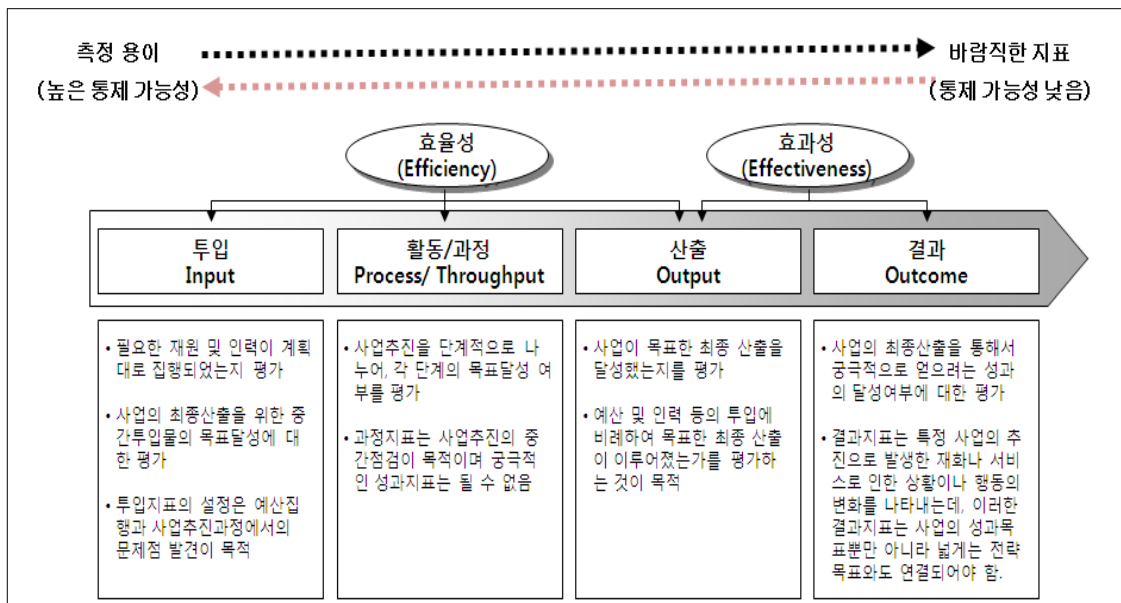 측정 용이
바람직한 지표
(높은 통제 가능성)
(통제 가능성 낮음)
효율성
(Efficiency)
효과성
(Effectiveness)
투입
Input
활동/과정
Process/ Throughput
산출
Output
결과
Outcome
• 필요한 재원 및 인력이 계획
대로 집행되었는지 평가
• 사업의 최종산출을 위한 중
간투입물의 목표달성에 대
한 평가
• 투입지표의 설정은 예산집
행과 사업추진과정에서의
문제점 발견이 목적
• 사업추진을 단계적으로 나
누어, 각 단계의 목표달성 여
부를 평가
• 과정지표는 사업추진의 중
간점검이 목적이며 궁극적
인 성과지표는 될 수 없음
• 사업이 목표한 최종 산출을
달성했는지를 평가
• 예산 및 인력 등의 투입에
비례하여 목표한 최종 산출
이 이루어졌는가를 평가하
는 것이 목적
• 사업의 최종산출을 통해서
궁극적으로 얻으려는 성과
의 달성여부에 대한 평가
• 결과지표는 특정 사업의 추
진으로 발생한 재화나 서비
스로 인한 상황이나 행동의
변화를 나타내는데, 이러한
결과지표는 사업의 성과목
표뿐만 아니라 넓게는 전략
목표와도 연결되어야 함.